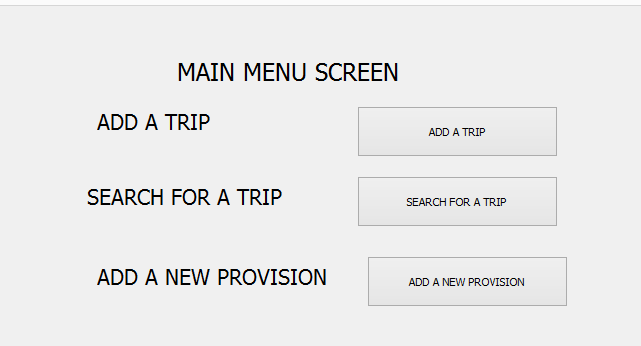 MAIN MENU SCREEN
ADD A TRIP
ADD A TRIP
SEARCH FOR A TRIP
SEARCH FOR A TRIP
ADD A NEW PROVISION
ADD A NEW PROVISION